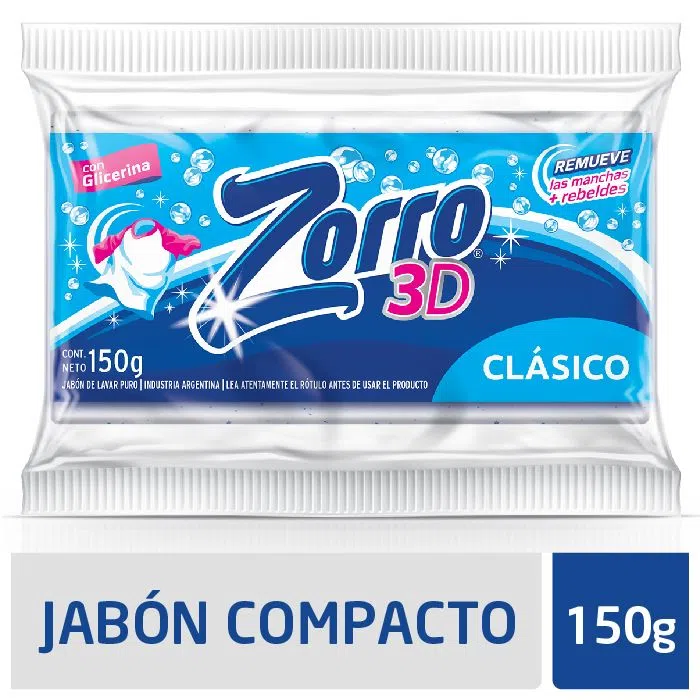 con
Glicerina
REMUEVE
las manchas
+ rebeldes
Zorro®
3D
CONT.
NETO 150g
CLÁSICO
JABÓN DE LAVAR PURO | INDUSTRIA ARGENTINA | LEA ATENTAMENTE EL RÓTULO ANTES DE USAR EL PRODUCTO
JABÓN COMPACTO
150g